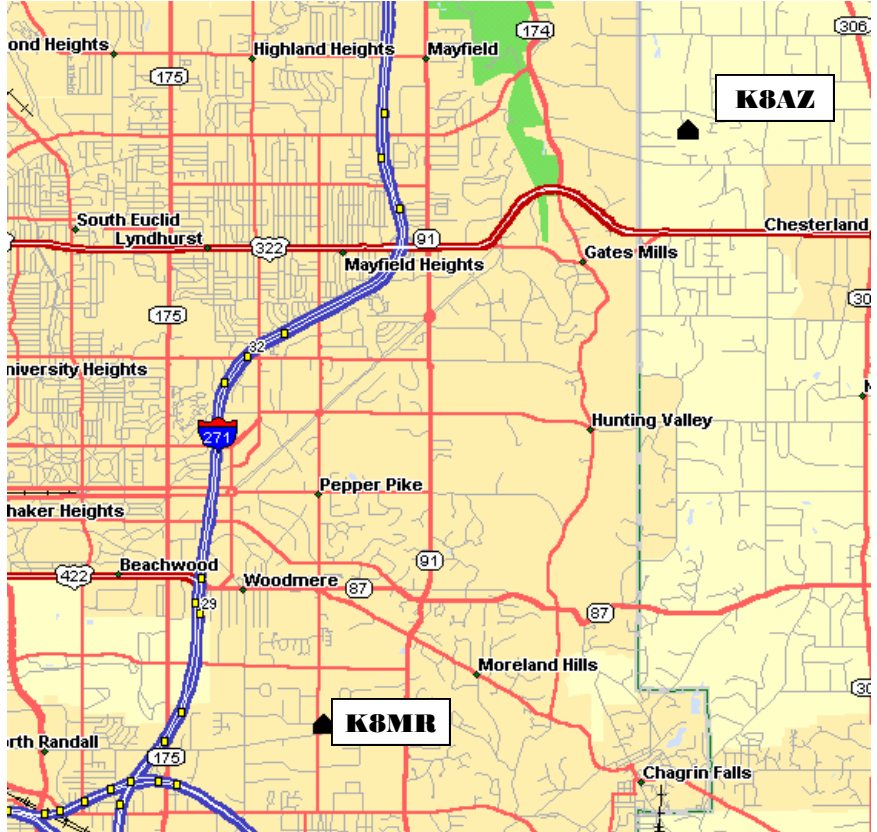 ond Heights
Highland Heights
Mayfield
174
306
175
K8AZ
South Euclid
Lyndhurst
322
91
Chesterland
Mayfield Heights
Gates Mills
30
175
32
niversity Heights
N
271
Hunting Valley
Pepper Pike
haker Heights
91
Beachwood
422
Woodmere
87
29
87
Moreland Hills
30
K8MR
orth Randall
175
Chagrin Falls